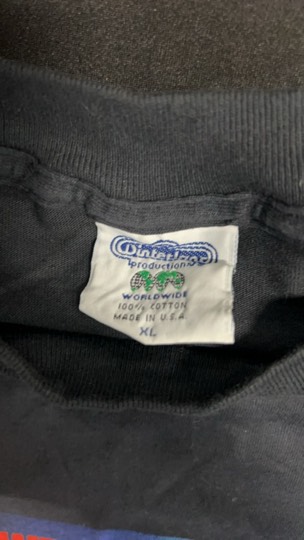 Winterland
productions
WORLDWIDE
100% COTTON
MADE IN U.S.A.
XL